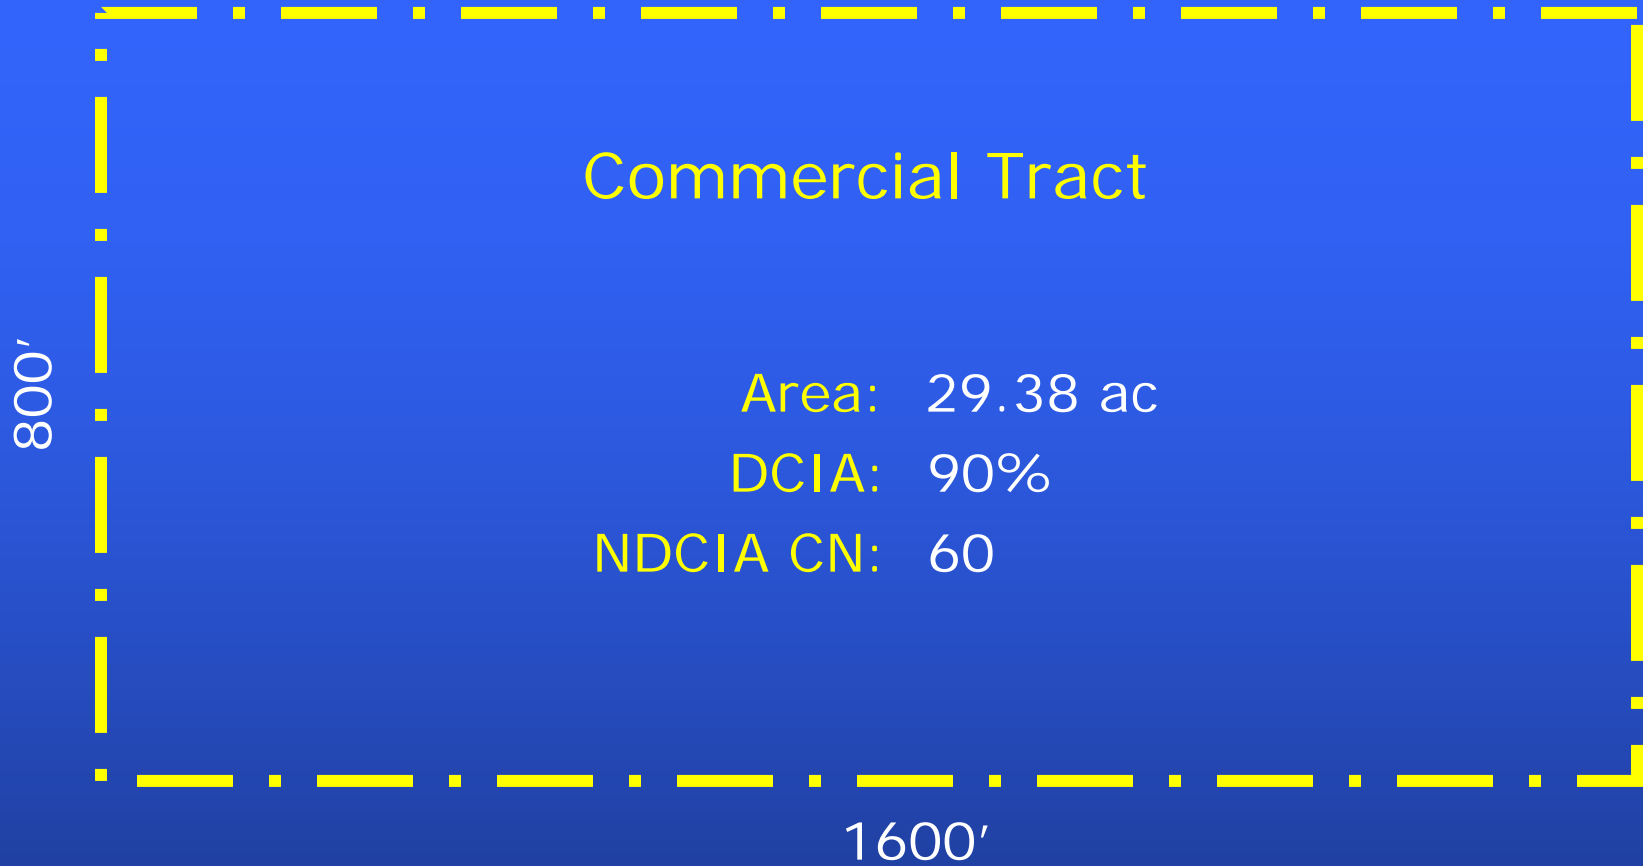 Commercial Tract
800'
Area: 29.38 ac
DCIA: 90%
NDCIA CN: 60
1600'